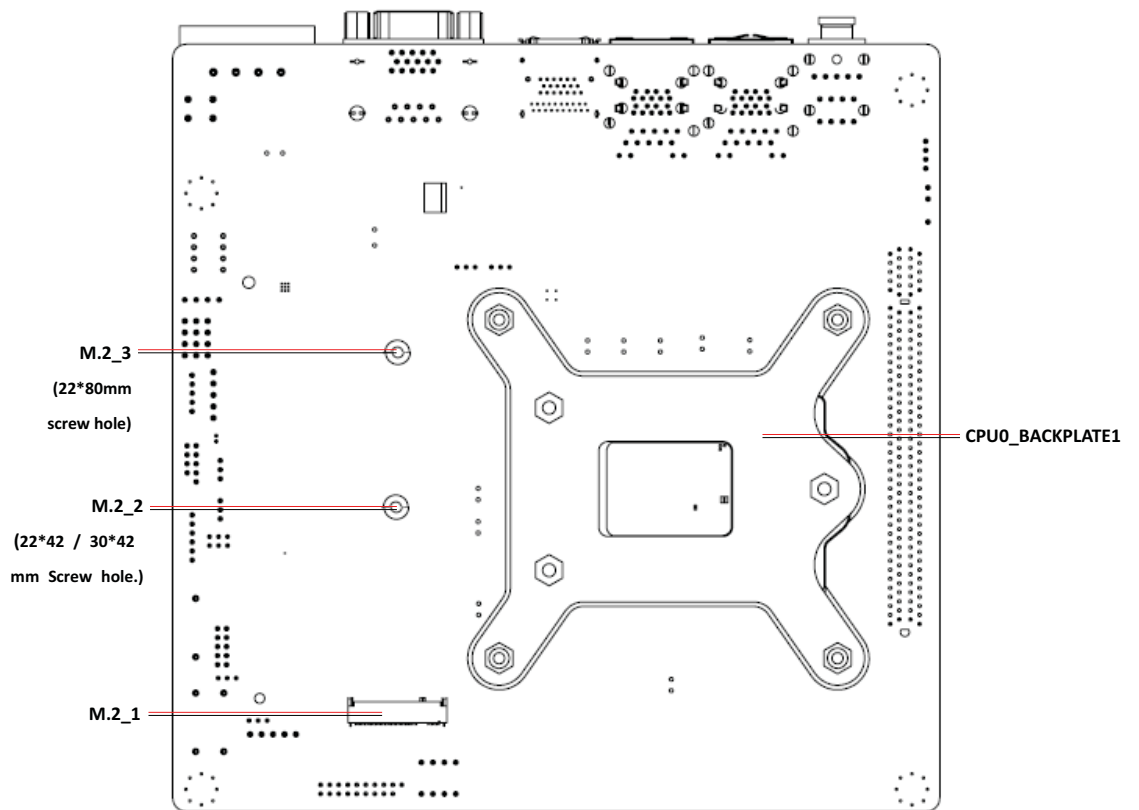 M.2_3
(22*80mm
screw hole)
CPU0_BACKPLATE1
M.2_2
(22*42 / 30*42
mm Screw hole.)
M.2_1